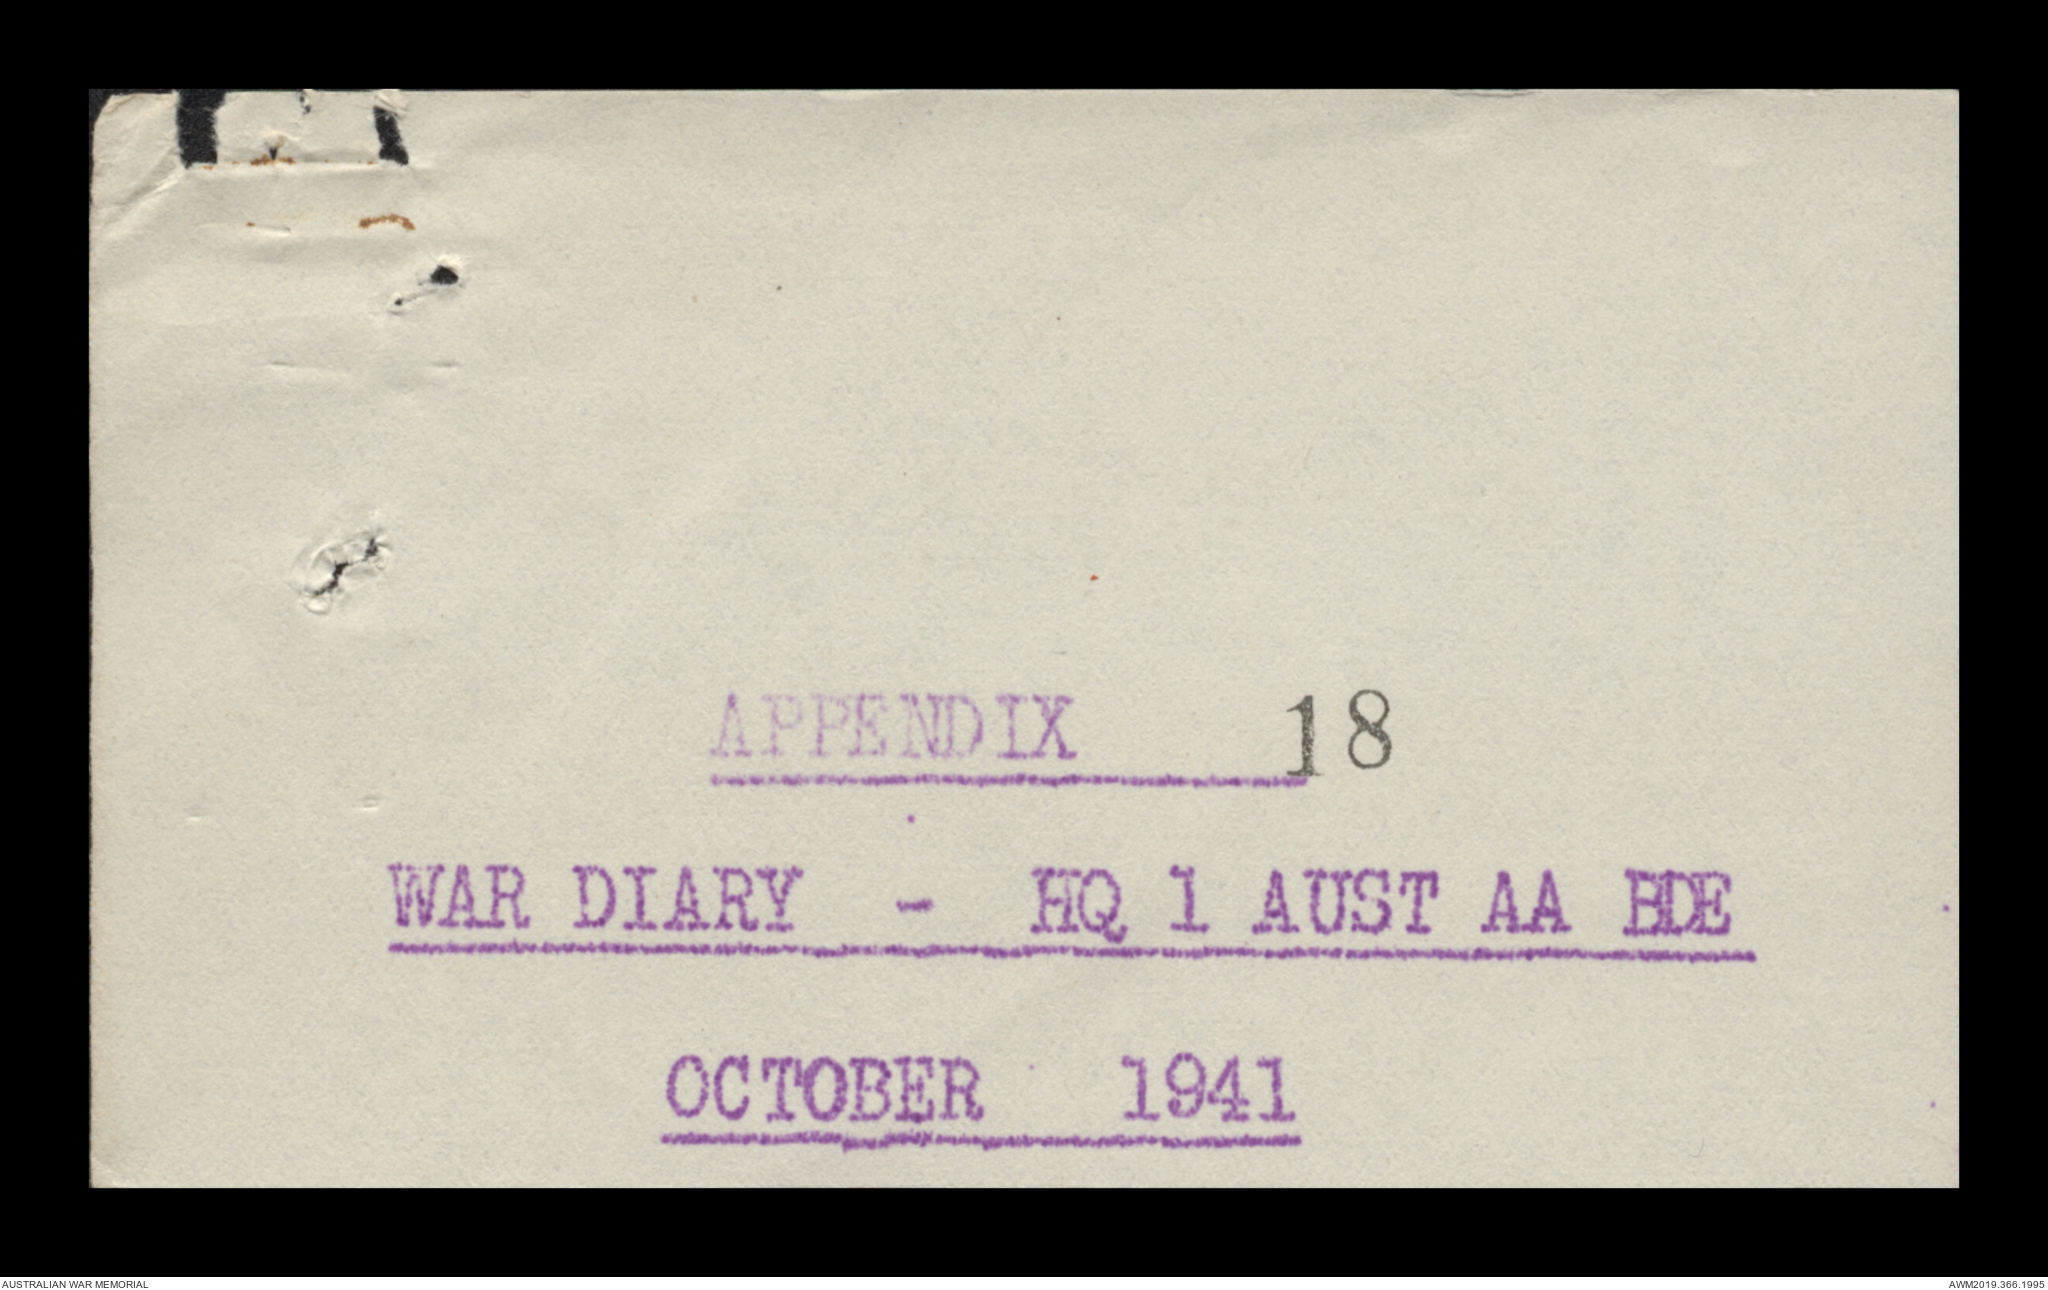 APPENDIX 18
WAR DIARY - HQ 1 AUST AA BDE
OCTOBER 1941
AUSTRALIAN WAR MEMORIAL
AWM2019.366.1995